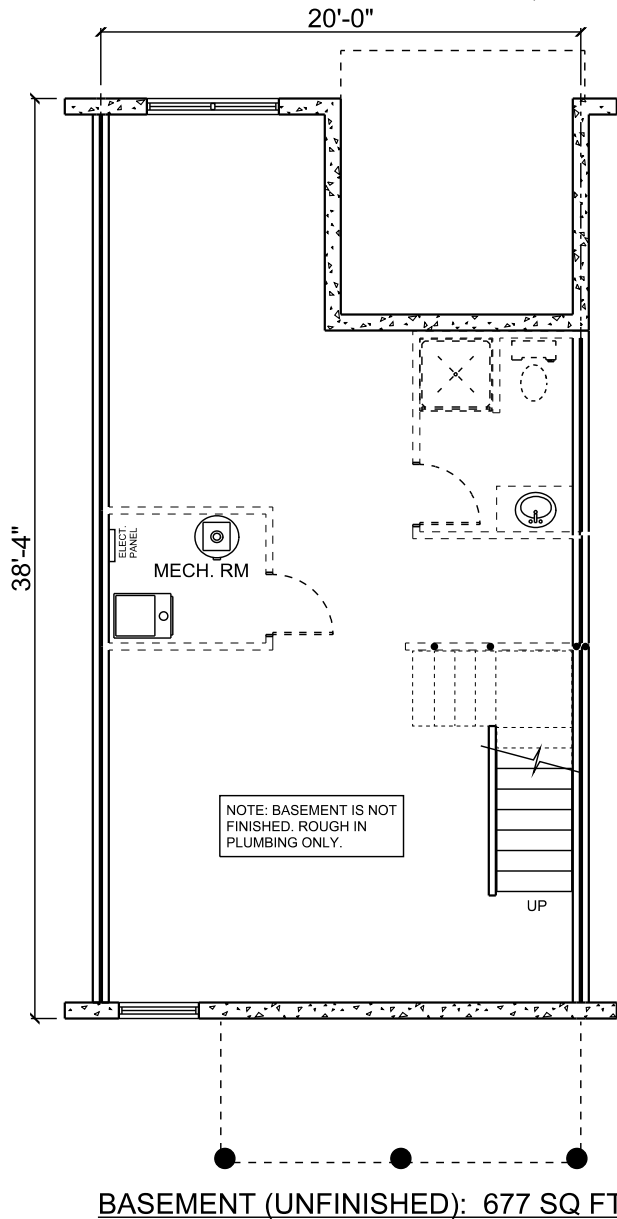 20'-0"
38'-4"
ELECT.
PANEL
MECH. RM
NOTE: BASEMENT IS NOT
FINISHED. ROUGH IN
PLUMBING ONLY.
UP
BASEMENT (UNFINISHED): 677 SQ FT